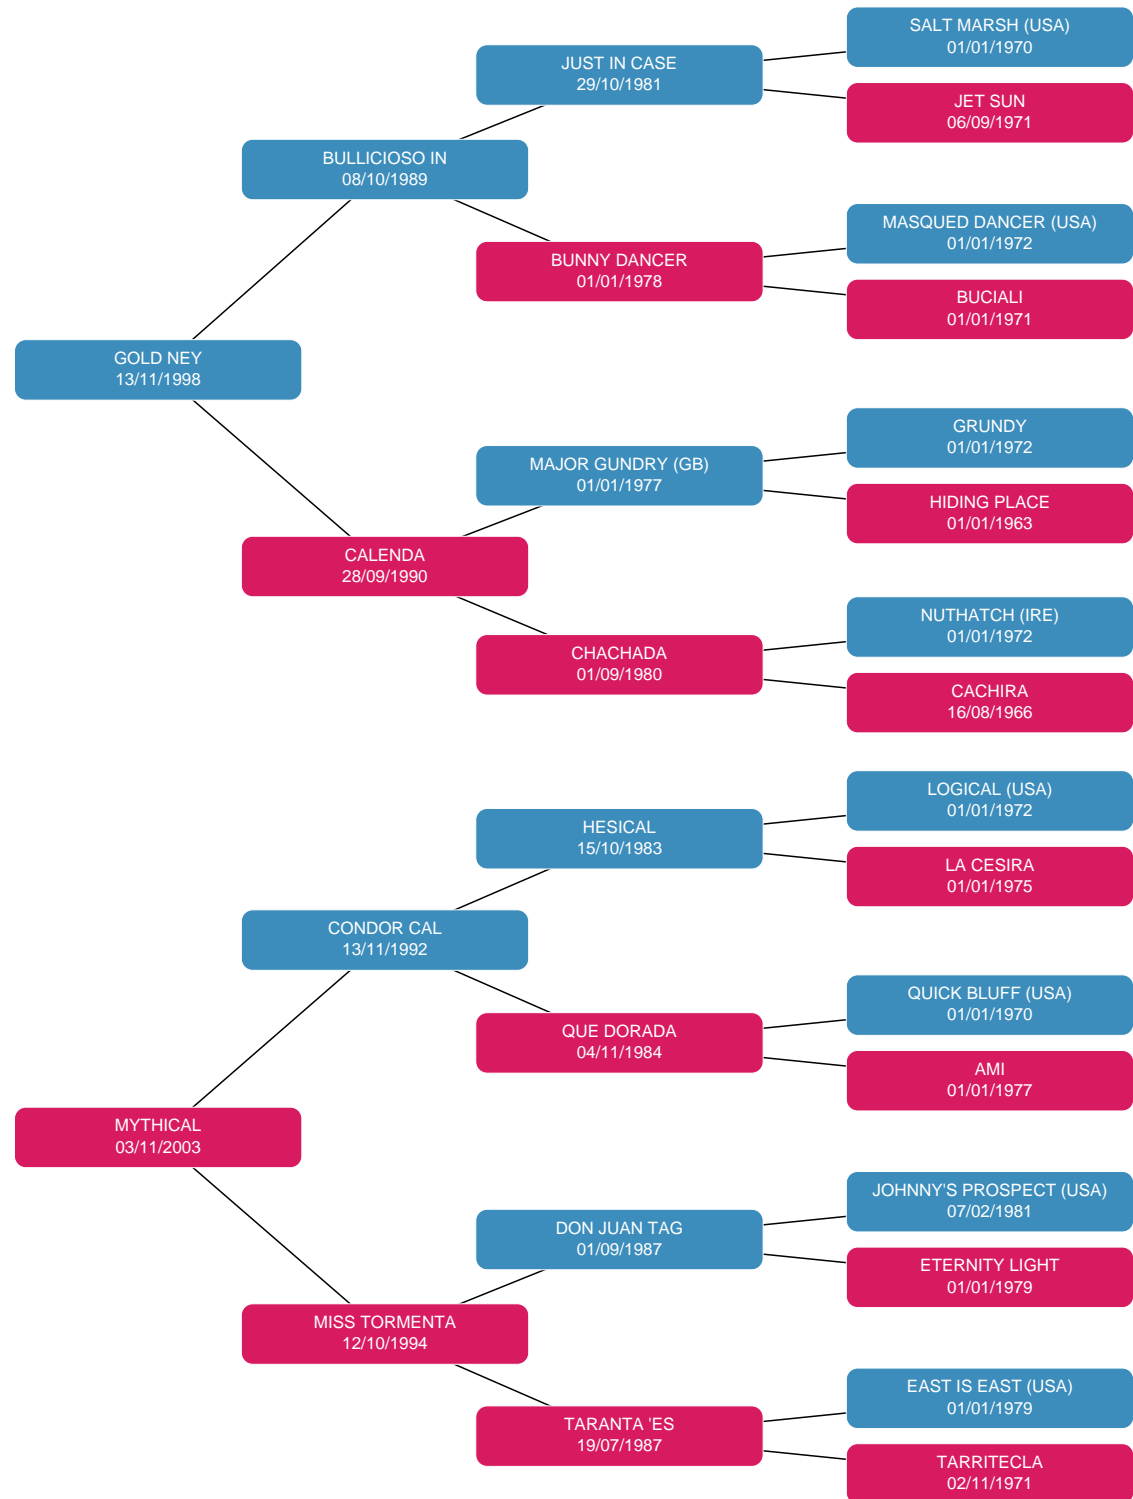 SALT MARSH (USA)
01/01/1970
JUST IN CASE
29/10/1981
JET SUN
06/09/1971
BULLICIOSO IN
08/10/1989
MASQUED DANCER (USA)
01/01/1972
BUNNY DANCER
01/01/1978
BUCIALI
01/01/1971
GOLD NEY
13/11/1998
GRUNDY
01/01/1972
MAJOR GUNDRY (GB)
01/01/1977
HIDING PLACE
01/01/1963
CALENDA
28/09/1990
NUTHATCH (IRE)
01/01/1972
CHACHADA
01/09/1980
CACHIRA
16/08/1966
LOGICAL (USA)
01/01/1972
HESICAL
15/10/1983
LA CESIRA
01/01/1975
CONDOR CAL
13/11/1992
QUICK BLUFF (USA)
01/01/1970
QUE DORADA
04/11/1984
AMI
01/01/1977
MYTHICAL
03/11/2003
JOHNNY'S PROSPECT (USA)
07/02/1981
DON JUAN TAG
01/09/1987
ETERNITY LIGHT
01/01/1979
MISS TORMENTA
12/10/1994
EAST IS EAST (USA)
01/01/1979
TARANTA 'ES
19/07/1987
TARRITECLA
02/11/1971